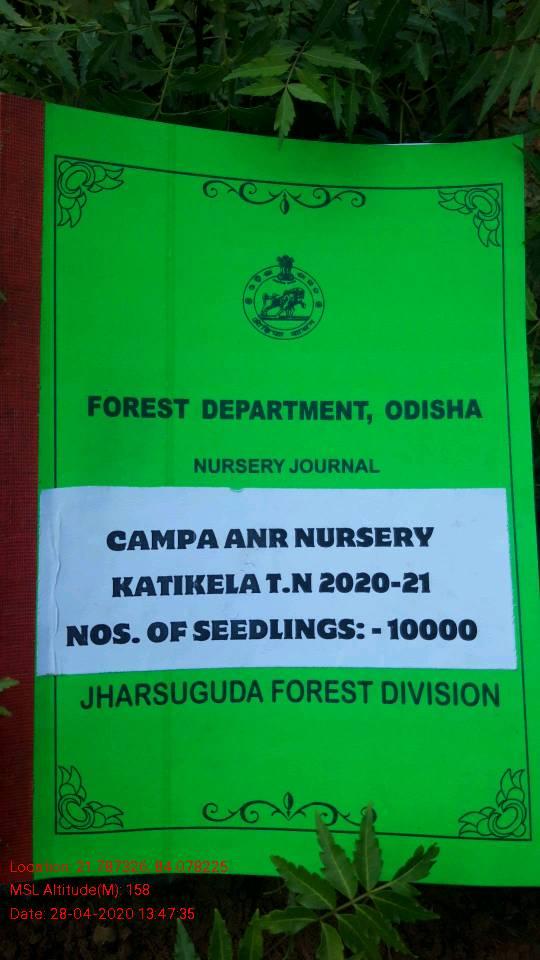 FOREST DEPARTMENT, ODISHA
NURSERY JOURNAL
CAMPA ANR NURSERY
KATIKELA T.N 2020-21
NOS. OF SEEDLINGS: - 10000
JHARSUGUDA FOREST DIVISION
Location: 21.787326, 84.078225
MSL Altitude(M): 158
Date: 28-04-2020 13:47:35